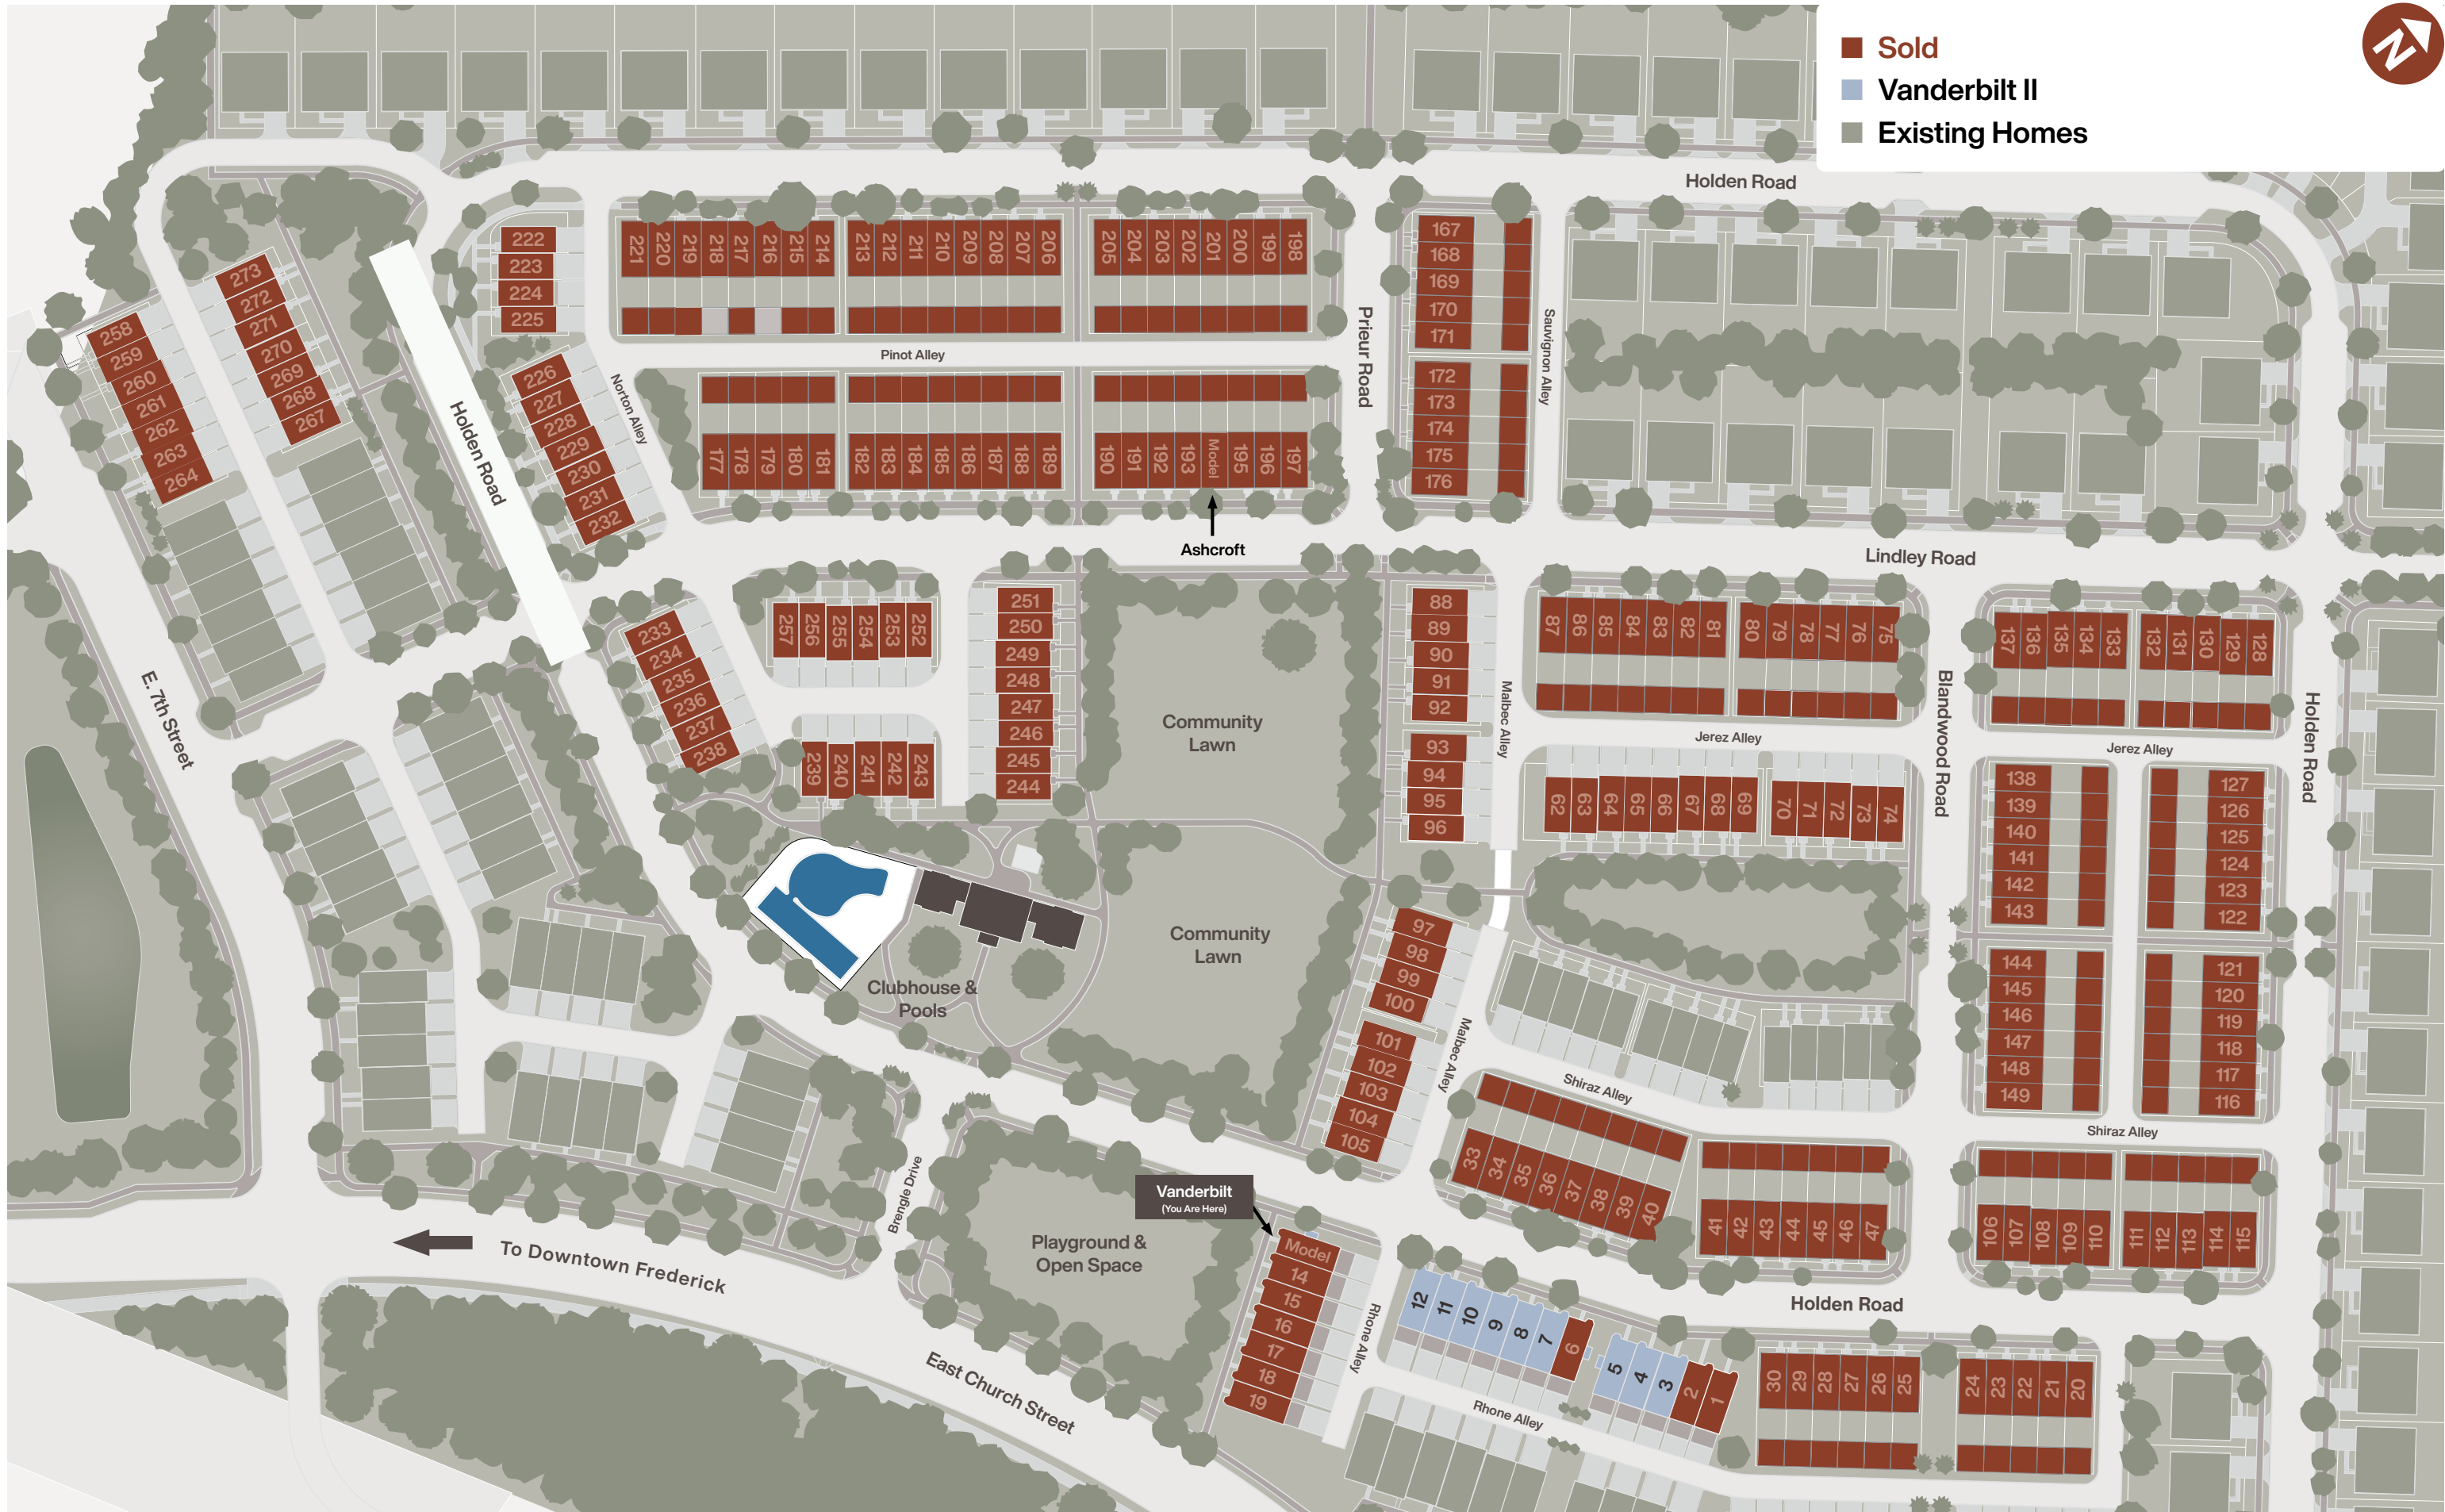 Sold
Vanderbilt II
Existing Homes
N
Holden Road
222
223
224
225
221 220 219 218 217 216 215 214
213 212 211 210 209 208 207 206
205 204 203 202 201 200 199 198
167
168
169
170
171
172
173
174
175
176
Prieur Road
Sauvignon Alley
Pinot Alley
273
272
271
270
269
268
267
258
259
260
261
262
263
264
Holden Road
226
227
228
229
230
231
232
Norton Alley
177 178 179 180 181
182 183 184 185 186 187 188 189
190 191 192 193 Model 195 196 197
Ashcroft
Lindley Road
E. 7th Street
233
234
235
236
237
238
257 256 255 254 253 252
239 240 241 242 243
251
250
249
248
247
246
245
244
Community
Lawn
88
89
90
91
92
93
94
95
96
Malbec Alley
87 86 85 84 83 82 81
80 79 78 77 76 75
Jerez Alley
62 63 64 65 66 67 68 69
70 71 72 73 74
Blandwood Road
137 136 135 134 133
132 131 130 129 128
Jerez Alley
Holden Road
138
139
140
141
142
143
127
126
125
124
123
122
144
145
146
147
148
149
121
120
119
118
117
116
Shiraz Alley
Community
Lawn
Clubhouse &
Pools
97
98
99
100
101
102
103
104
105
Malbec Alley
Shiraz Alley
33 34 35 36 37 38 39 40
41 42 43 44 45 46 47
106 107 108 109 110
111 112 113 114 115
Holden Road
Brengle Drive
Vanderbilt
(You Are Here)
Playground &
Open Space
To Downtown Frederick
East Church Street
Model
14
15
16
17
18
19
Rhone Alley
12 11 10 9 8 7 6
5 4 3 2 1
Rhone Alley
30 29 28 27 26 25
24 23 22 21 20